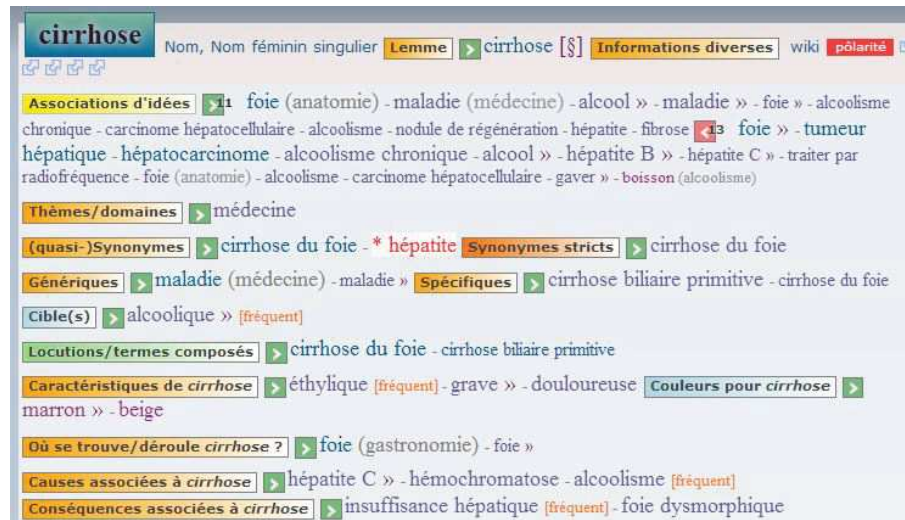 cirrhose Nom, Nom féminin singulier Lemme cirrhose [§] Informations diverses wiki pôlarité
Associations d'idées 11 foie (anatomie) - maladie (médecine) - alcool » - maladie » - foie » - alcoolisme
chronique - carcinome hépatocellulaire - alcoolisme - nodule de régénération - hépatite - fibrose 13 foie » - tumeur
hépatique - hépatocarcinome - alcoolisme chronique - alcool » - hépatite B » - hépatite C » - traiter par
radiofréquence - foie (anatomie) - alcoolisme - carcinome hépatocellulaire - gaver » - boisson (alcoolisme)
Thèmes/domaines médecine
(quasi-)Synonymes cirrhose du foie - * hépatite Synonymes stricts cirrhose du foie
Génériques maladie (médecine) - maladie » Spécifiques cirrhose biliaire primitive - cirrhose du foie
Cible(s) alcoolique » [fréquent]
Locutions/termes composés cirrhose du foie - cirrhose biliaire primitive
Caractéristiques de cirrhose éthylique [fréquent] - grave » - douloureuse Couleurs pour cirrhose
marron » - beige
Où se trouve/déroule cirrhose ? foie (gastronomie) - foie »
Causes associées à cirrhose hépatite C » - hémochromatose - alcoolisme [fréquent]
Conséquences associées à cirrhose insuffisance hépatique [fréquent] - foie dysmorphique